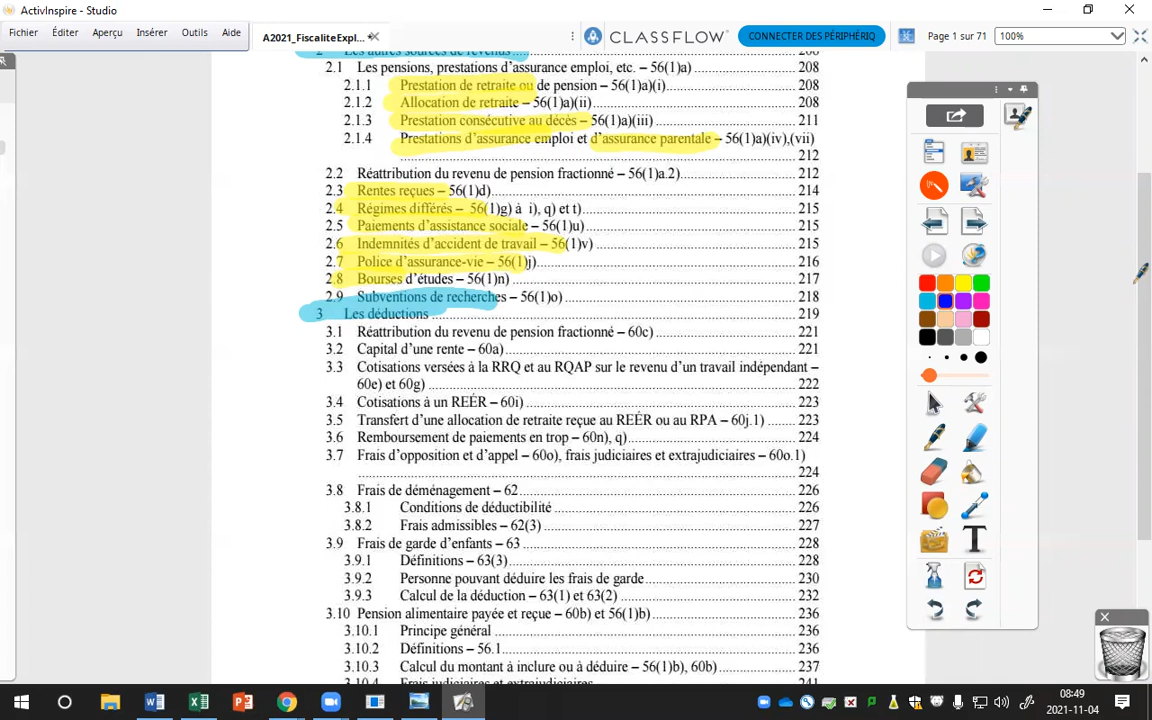 ActivInspire - Studio
Fichier Éditer Aperçu Insérer Outils Aide A2021_FiscaliteExpl... CLASSFLOW™ CONNECTER DES PÉRIPHÉRIQ Page 1 sur 71 100%
2 Les autres sources de revenus 206
2.1 Les pensions, prestations d'assurance emploi, etc. – 56(1)a) 208
2.1.1 Prestation de retraite ou de pension – 56(1)a)(i) 208
2.1.2 Allocation de retraite – 56(1)a)(ii) 208
2.1.3 Prestation consécutive au décès – 56(1)a)(iii) 211
2.1.4 Prestations d'assurance emploi et d'assurance parentale – 56(1)a)(iv),(vii)
212
2.2 Réattribution du revenu de pension fractionné – 56(1)a.2) 212
2.3 Rentes reçues – 56(1)d) 214
2.4 Régimes différés – 56(1)g) à i), q) et t) 215
2.5 Paiements d'assistance sociale – 56(1)u) 215
2.6 Indemnités d'accident de travail – 56(1)v) 215
2.7 Police d'assurance-vie – 56(1)j) 216
2.8 Bourses d'études – 56(1)n) 217
2.9 Subventions de recherches – 56(1)o) 218
3 Les déductions 219
3.1 Réattribution du revenu de pension fractionné – 60c) 221
3.2 Capital d'une rente – 60a) 221
3.3 Cotisations versées à la RRQ et au RQAP sur le revenu d'un travail indépendant –
60e) et 60g) 222
3.4 Cotisations à un REÉR – 60i) 223
3.5 Transfert d'une allocation de retraite reçue au REÉR ou au RPA – 60j.1) 223
3.6 Remboursement de paiements en trop – 60n), q) 224
3.7 Frais d'opposition et d'appel – 60o), frais judiciaires et extrajudiciaires – 60o.1)
224
3.8 Frais de déménagement – 62 226
3.8.1 Conditions de déductibilité 226
3.8.2 Frais admissibles – 62(3) 227
3.9 Frais de garde d'enfants – 63 228
3.9.1 Définitions – 63(3) 228
3.9.2 Personne pouvant déduire les frais de garde 230
3.9.3 Calcul de la déduction – 63(1) et 63(2) 232
3.10 Pension alimentaire payée et reçue – 60b) et 56(1)b) 236
3.10.1 Principe général 236
3.10.2 Définitions – 56.1 236
3.10.3 Calcul du montant à inclure ou à déduire – 56(1)b), 60b) 237
3.10.4 Frais judiciaires et extrajudiciaires 241
08:49
2021-11-04